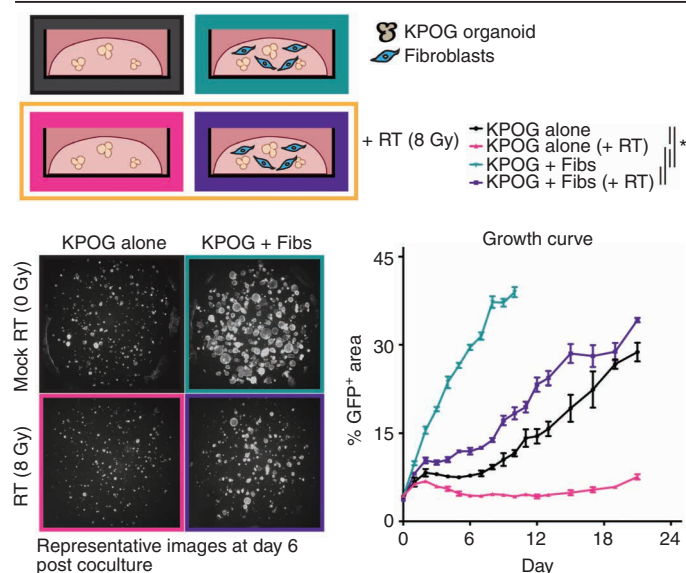 KPOG organoid
Fibroblasts
+ RT (8 Gy)
KPOG alone
KPOG alone (+ RT)
KPOG + Fibs
KPOG + Fibs (+ RT)
*
KPOG alone
KPOG + Fibs
Mock RT (0 Gy)
RT (8 Gy)
Representative images at day 6
post coculture
Growth curve
% GFP⁺ area
45
30
15
0
0
6
12
18
24
Day